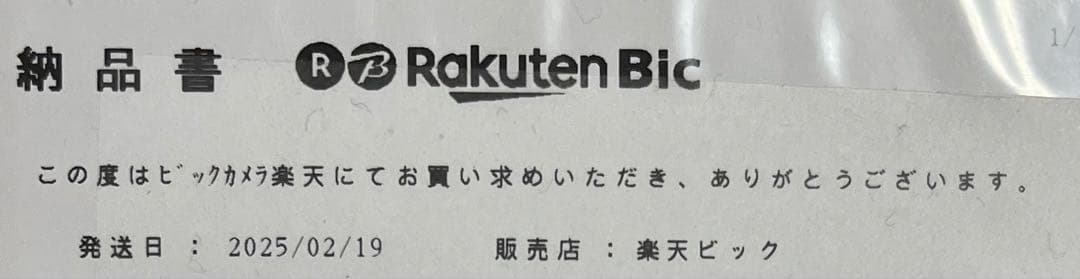 納品書 R B Rakuten Bic
1/
この度はﾋﾞｯｸｶﾒﾗ楽天にてお買い求めいただき、ありがとうございます。
発送日 : 2025/02/19 販売店 : 楽天ビック